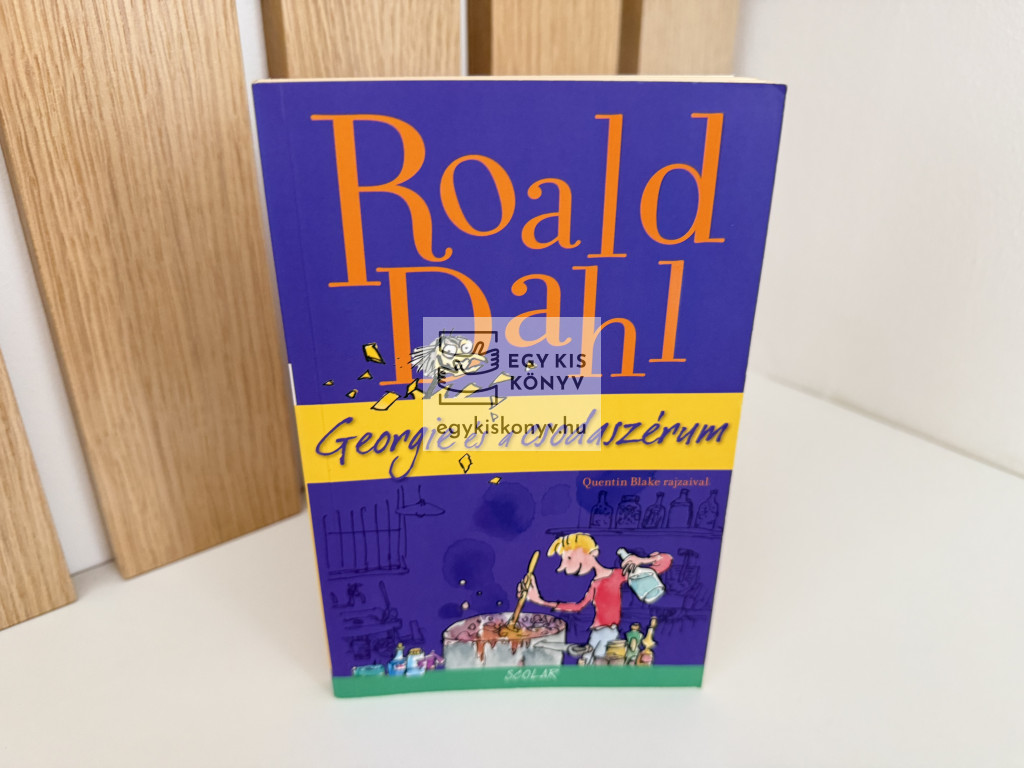 Roald
Dahl
EGY KIS
KÖNYV
egykiskonyv.hu
Georgie és a csodaszérum
Quentin Blake rajzaival
SCOLAR